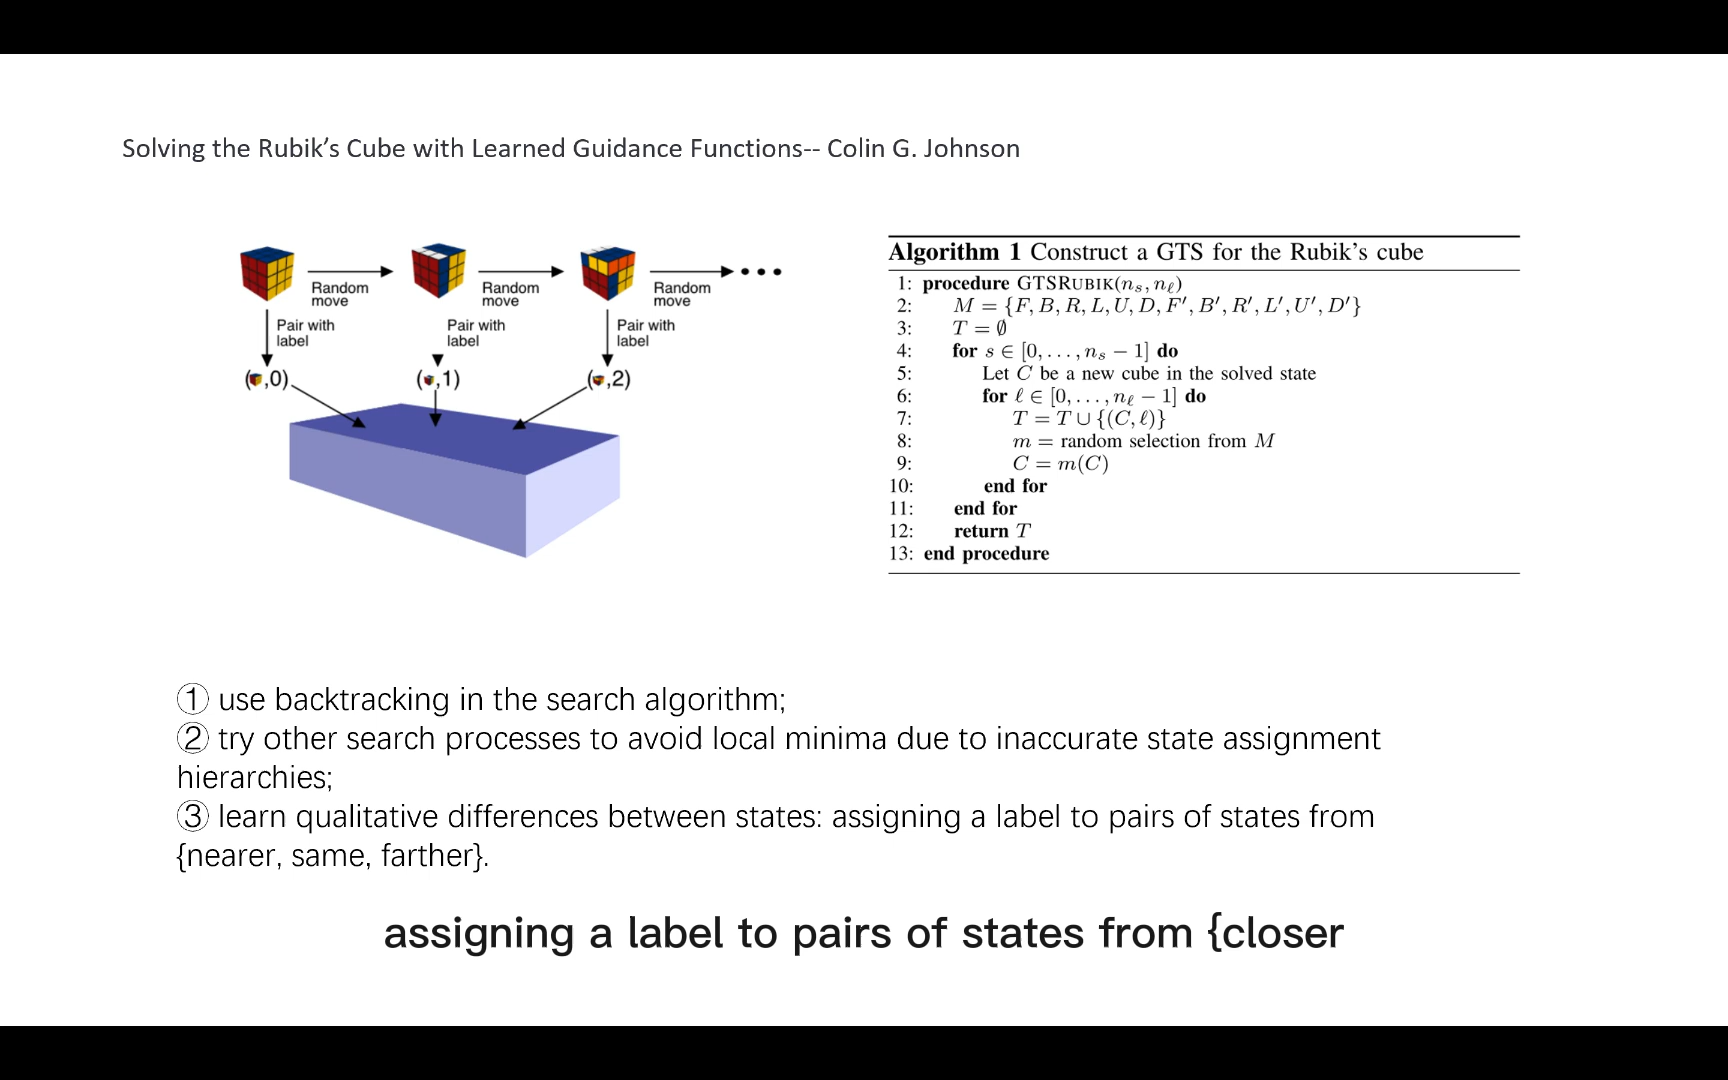 Solving the Rubik’s Cube with Learned Guidance Functions-- Colin G. Johnson
Random move
Random move
Random move
Pair with label
Pair with label
Pair with label
( ,0)
( ,1)
( ,2)
Algorithm 1 Construct a GTS for the Rubik's cube
1: procedure GTSRUBIK(nₛ, nℓ)
2: M = {F, B, R, L, U, D, F′, B′, R′, L′, U′, D′}
3: T = ∅
4: for s ∈ [0, . . . , nₛ − 1] do
5: Let C be a new cube in the solved state
6: for ℓ ∈ [0, . . . , nℓ − 1] do
7: T = T ∪ {(C, ℓ)}
8: m = random selection from M
9: C = m(C)
10: end for
11: end for
12: return T
13: end procedure
① use backtracking in the search algorithm;
② try other search processes to avoid local minima due to inaccurate state assignment
hierarchies;
③ learn qualitative differences between states: assigning a label to pairs of states from
{nearer, same, farther}.
assigning a label to pairs of states from {closer